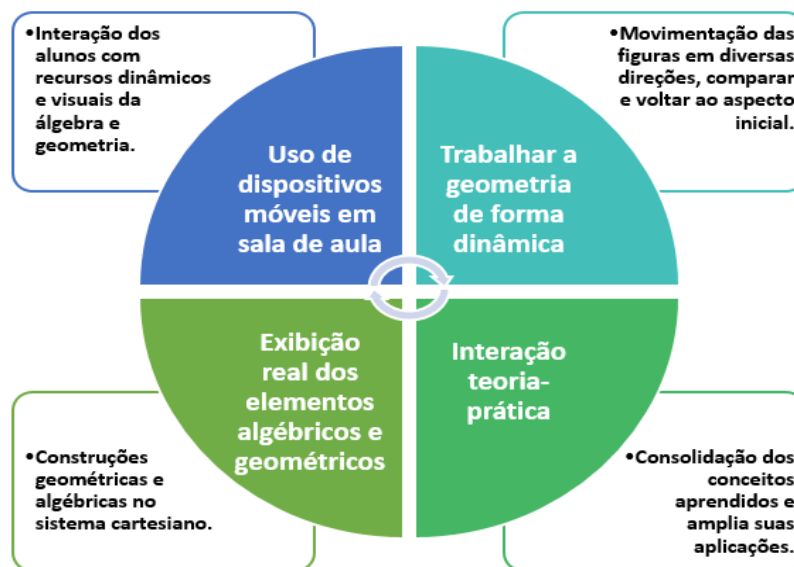 •Interação dos
alunos com
recursos dinâmicos
e visuais da
álgebra e
geometria.
•Movimentação das
figuras em diversas
direções, comparar
e voltar ao aspecto
inicial.
Uso de
dispositivos
móveis em
sala de aula
Trabalhar a
geometria
de forma
dinâmica
Exibição
real dos
elementos
algébricos e
geométricos
Interação
teoria-
prática
•Construções
geométricas e
algébricas no
sistema cartesiano.
•Consolidação dos
conceitos
aprendidos e
amplia suas
aplicações.